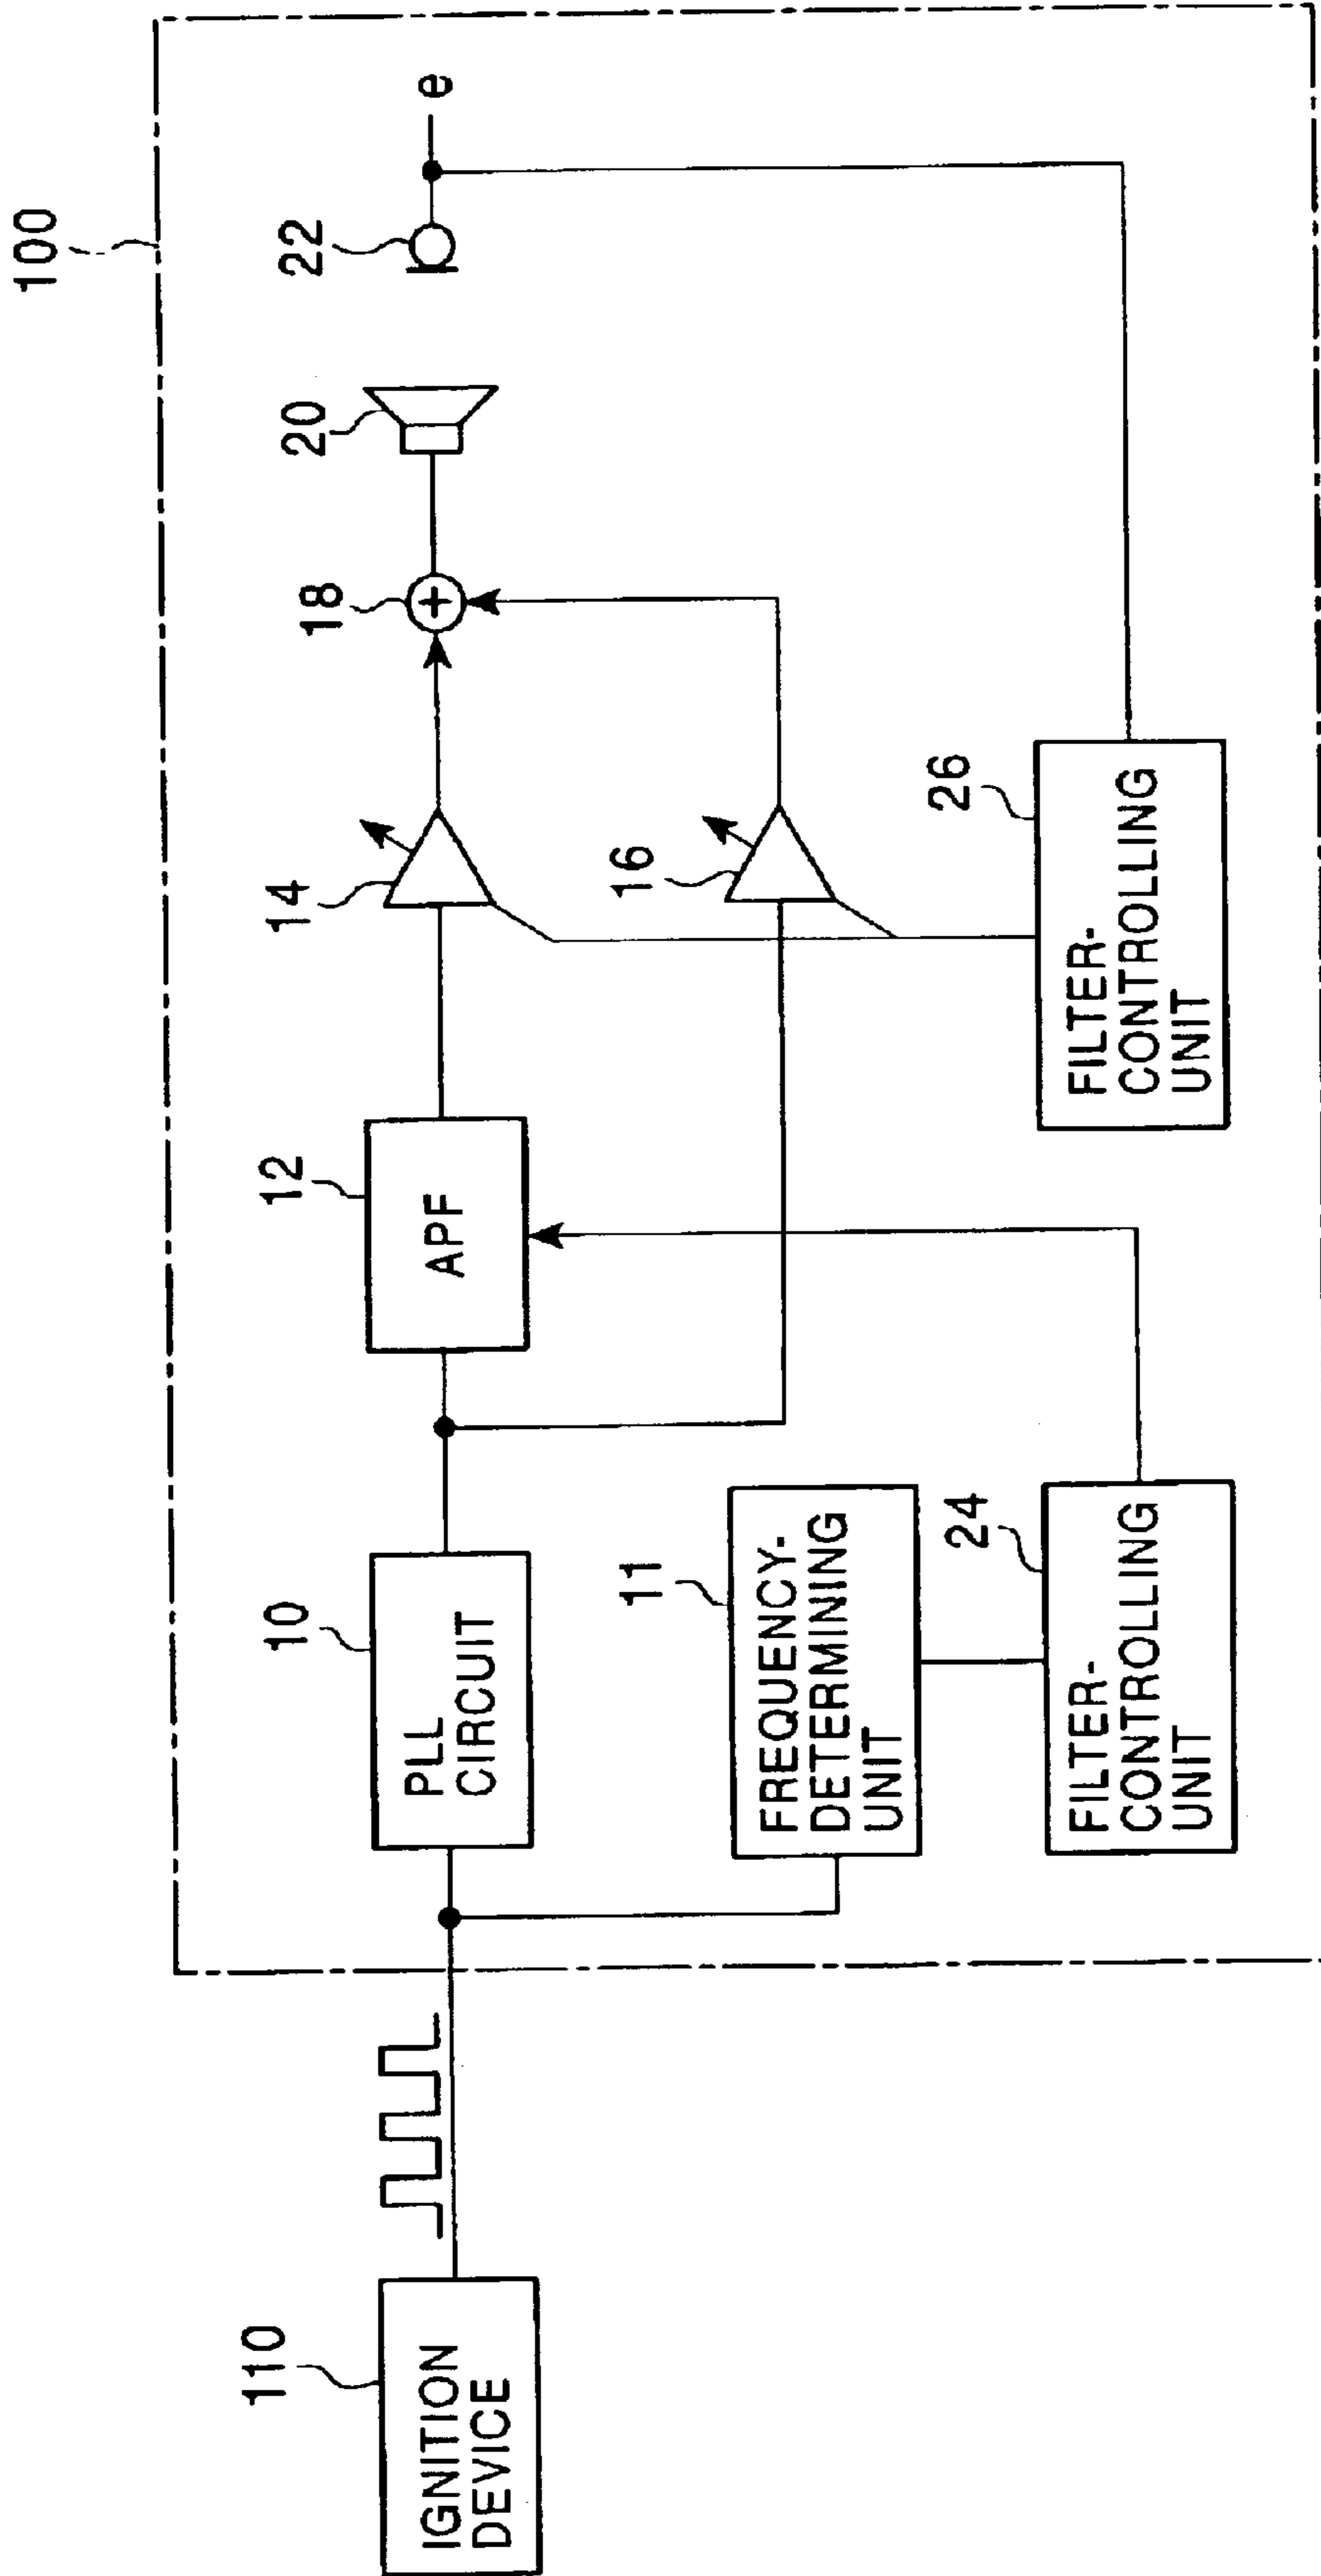 100
110
IGNITION
DEVICE
10
PLL
CIRCUIT
12
APF
14
18
20
22
e
11
FREQUENCY-
DETERMINING
UNIT
16
24
FILTER-
CONTROLLING
UNIT
26
FILTER-
CONTROLLING
UNIT